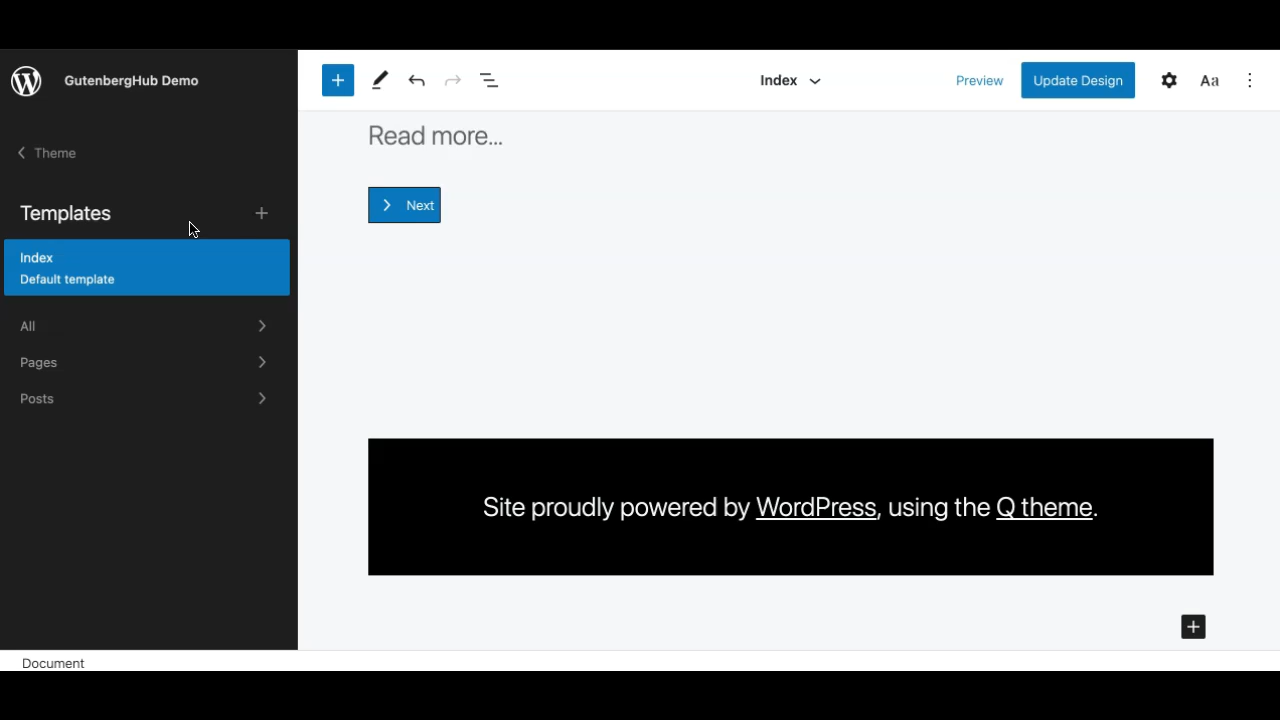 GutenbergHub Demo
Index
Preview
Update Design
Aa
Theme
Templates
Index
Default template
All
Pages
Posts
Read more...
Next
Site proudly powered by WordPress, using the Q theme.
Document